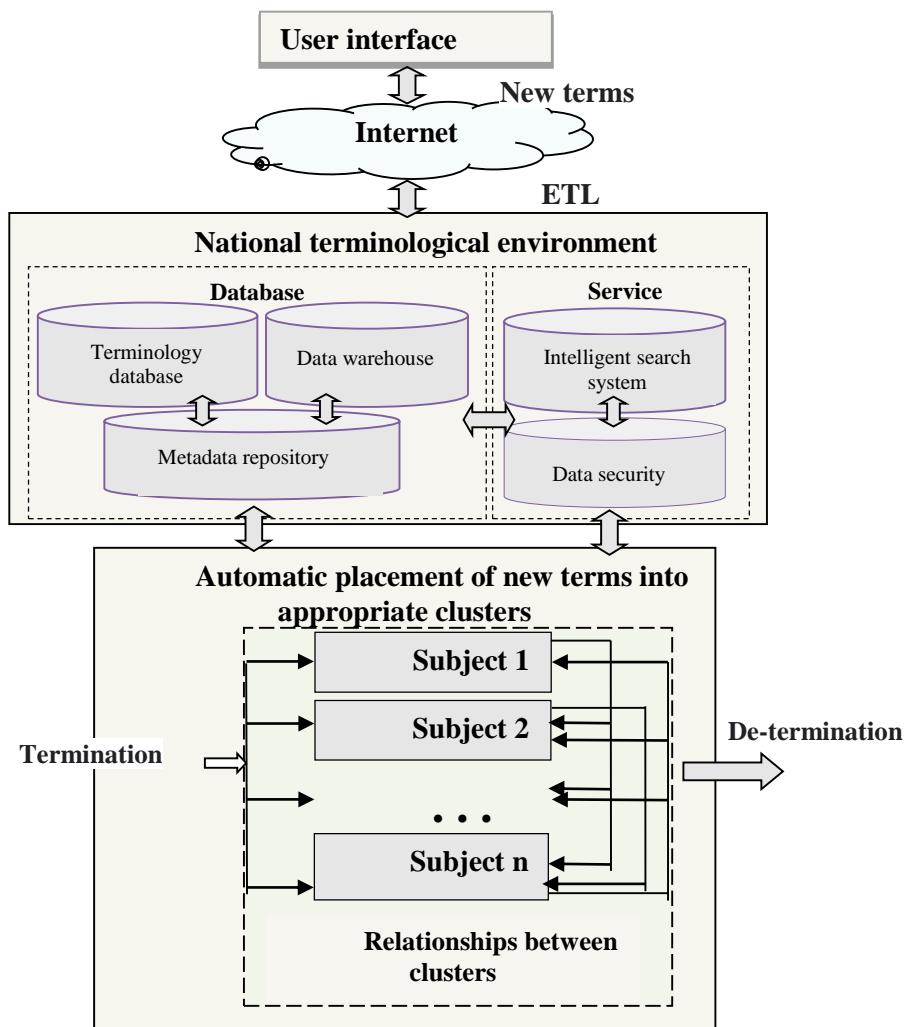 User interface
New terms
Internet
ETL
National terminological environment
Database
Service
Terminology
database
Data warehouse
Intelligent search
system
Metadata repository
Data security
Automatic placement of new terms into
appropriate clusters
Subject 1
Subject 2
Termination
De-termination
. . .
Subject n
Relationships between
clusters